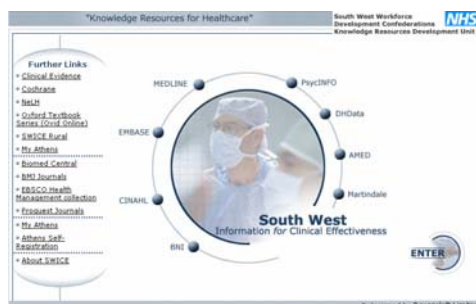 "Knowledge Resources for Healthcare"
South West Workforce
Development Confederations
Knowledge Resources Development Unit
NHS
Further Links
Clinical Evidence
Cochrane
NeLH
Oxford Textbook
Series (Ovid Online)
SWICE Rural
My Athens
Biomed Central
BMJ Journals
EBSCO Health
Management collection
Proquest Journals
My Athens
Athens Self-
Registration
About SWICE
MEDLINE
PsycINFO
EMBASE
DHData
AMED
CINAHL
Martindale
BNI
South West
Information for Clinical Effectiveness
ENTER